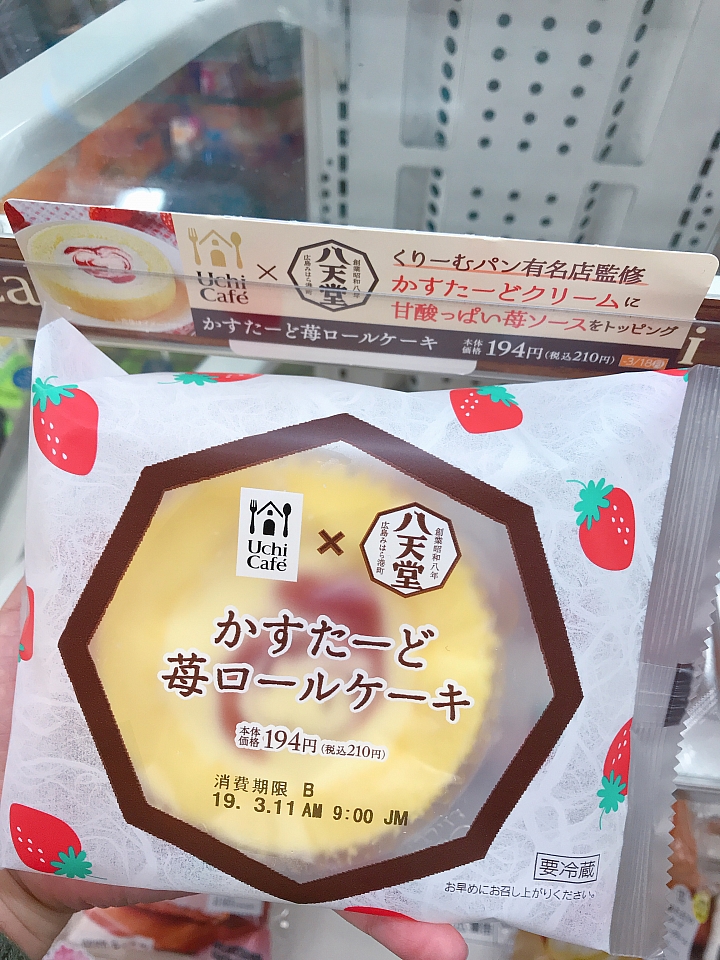 Uchi
Café
×
創業昭和八年
八天堂
広島みはら港町
くりーむパン有名店監修
かすたーどクリームに
甘酸っぱい苺ソースをトッピング
かすたーど苺ロールケーキ
本体価格 194円(税込210円)
Uchi
Café
×
創業昭和八年
八天堂
広島みはら港町
かすたーど
苺ロールケーキ
本体価格 194円(税込210円)
消費期限 B
19. 3.11 AM 9:00 JM
要冷蔵
お早めにお召し上がりください。